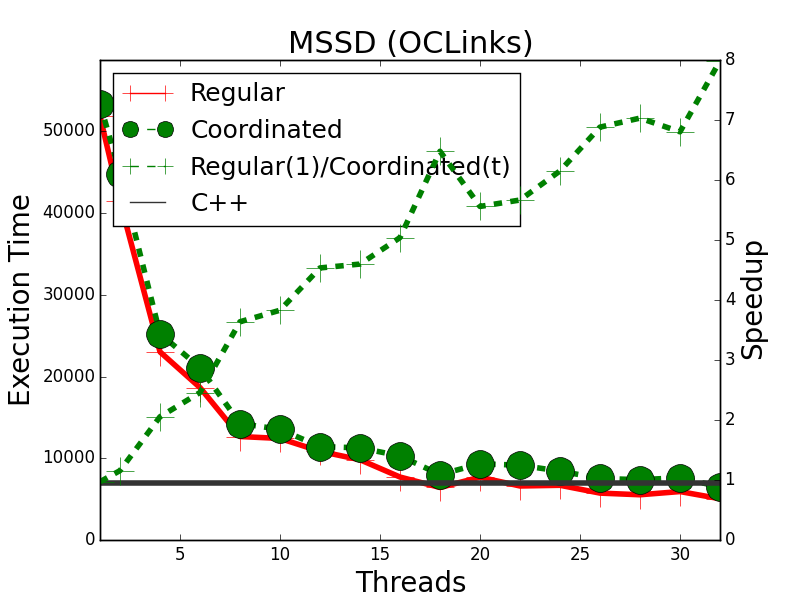 MSSD (OCLinks)
Regular
Coordinated
Regular(1)/Coordinated(t)
C++
Execution Time
50000
40000
30000
20000
10000
0
Speedup
8
7
6
5
4
3
2
1
0
5 10 15 20 25 30
Threads